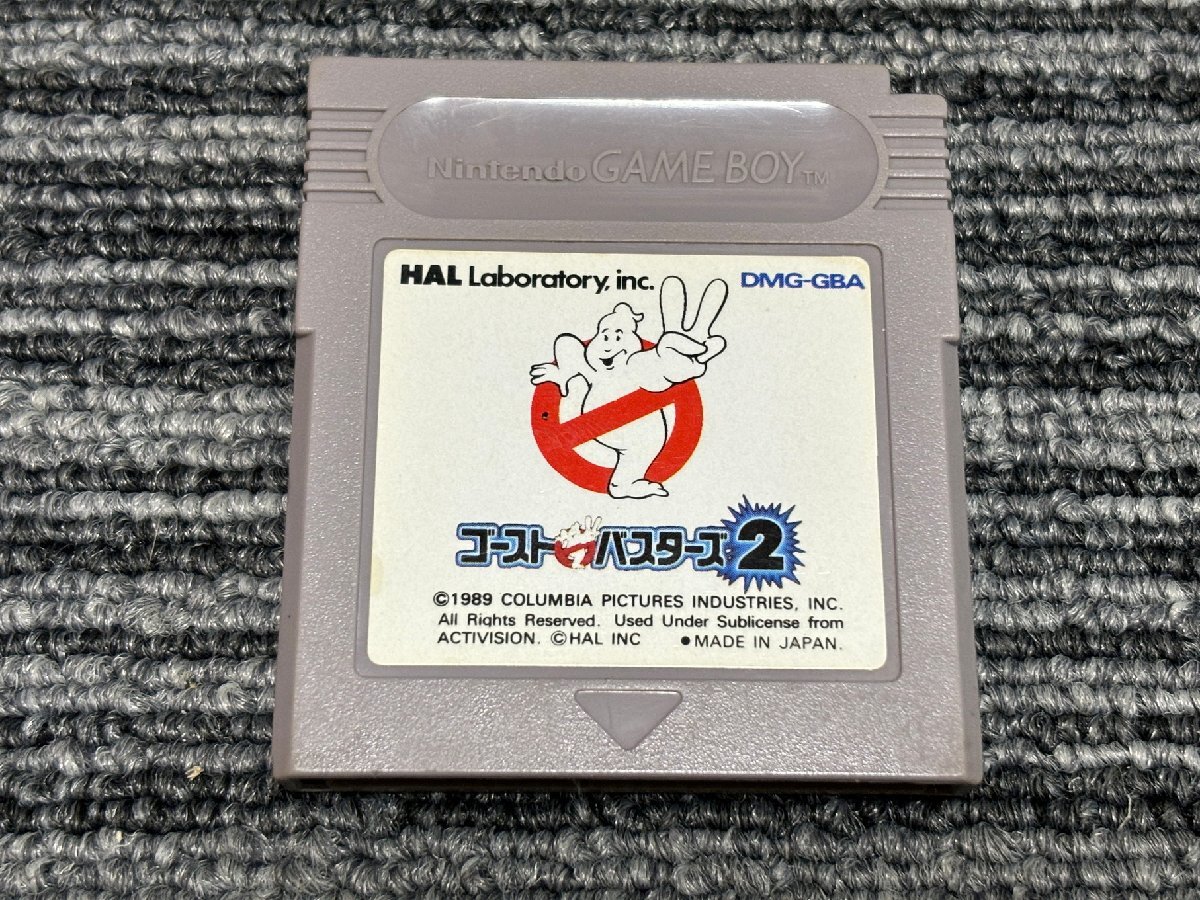 Nintendo GAME BOY TM
HAL Laboratory, inc. DMG-GBA
ゴーストバスターズ2
©1989 COLUMBIA PICTURES INDUSTRIES, INC.
All Rights Reserved. Used Under Sublicense from
ACTIVISION. ©HAL INC ●MADE IN JAPAN.